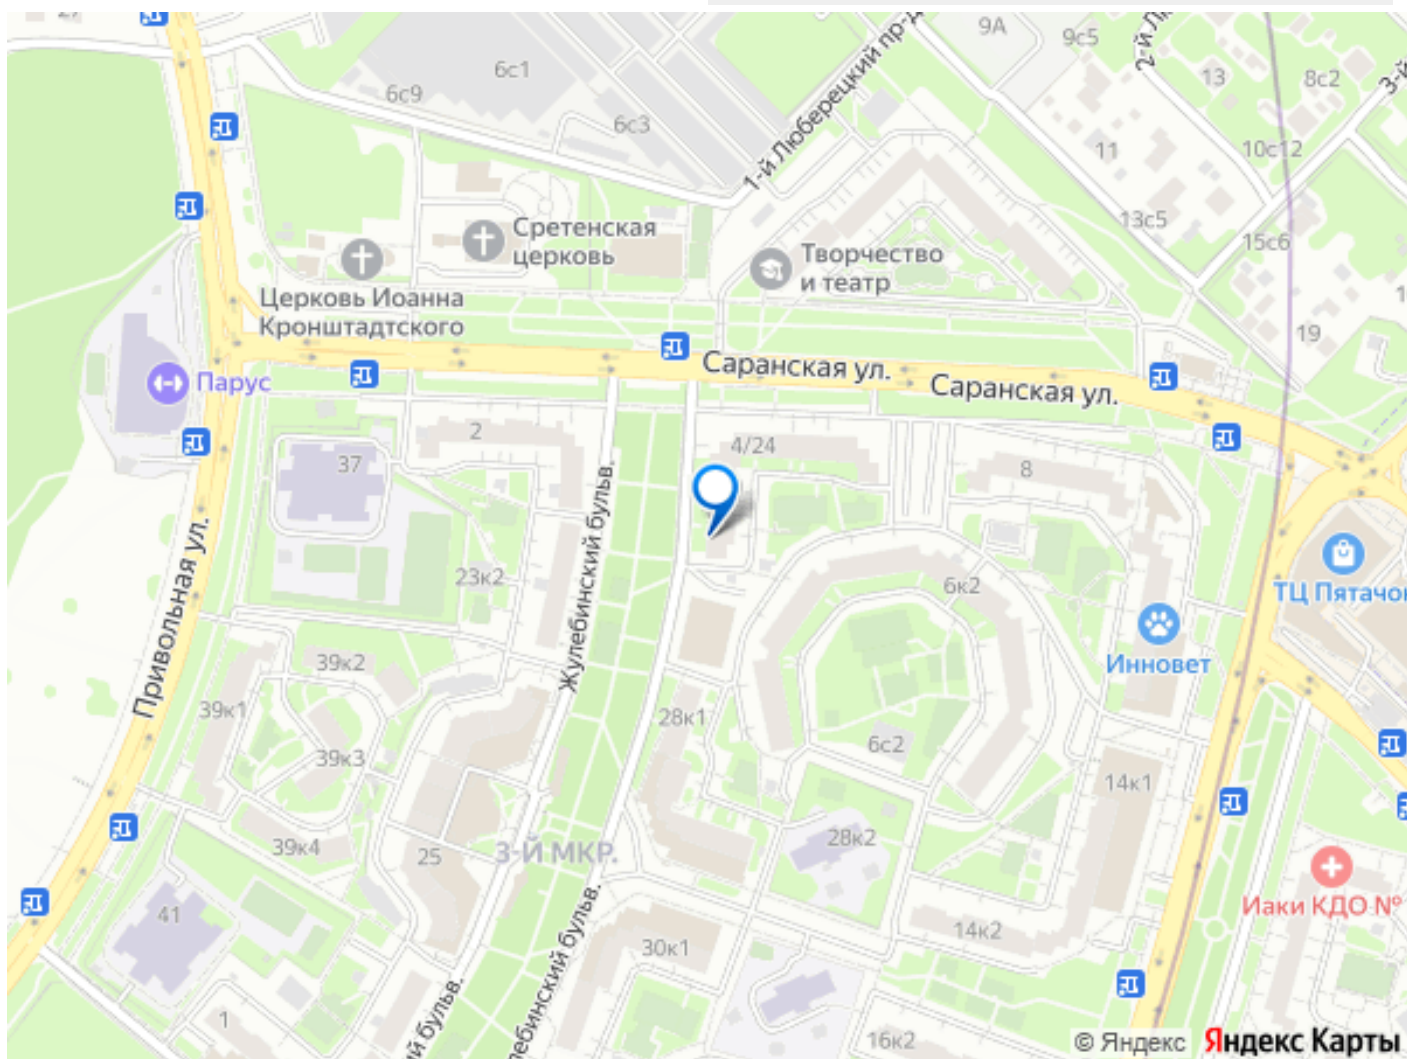 6с1
6с9
6с3
1-й Люберецкий пр-д
9А
9с5
2-й Лю
13
8с2
3-й
11
10с12
13с5
15с6
19
Сретенская
церковь
Церковь Иоанна
Кронштадтского
Творчество
и театр
Парус
Саранская ул.
Саранская ул.
2
37
4/24
8
Привольная ул.
23к2
Жулебинский бульв.
6к2
ТЦ Пятачок
Инновет
39к2
39к1
39к3
28к1
6с2
14к1
39к4
25
3-Й МКР.
28к2
Иаки КДО №
41
14к2
30к1
1
й бульв.
лебинский бульв.
16к2
© Яндекс
Яндекс Карты